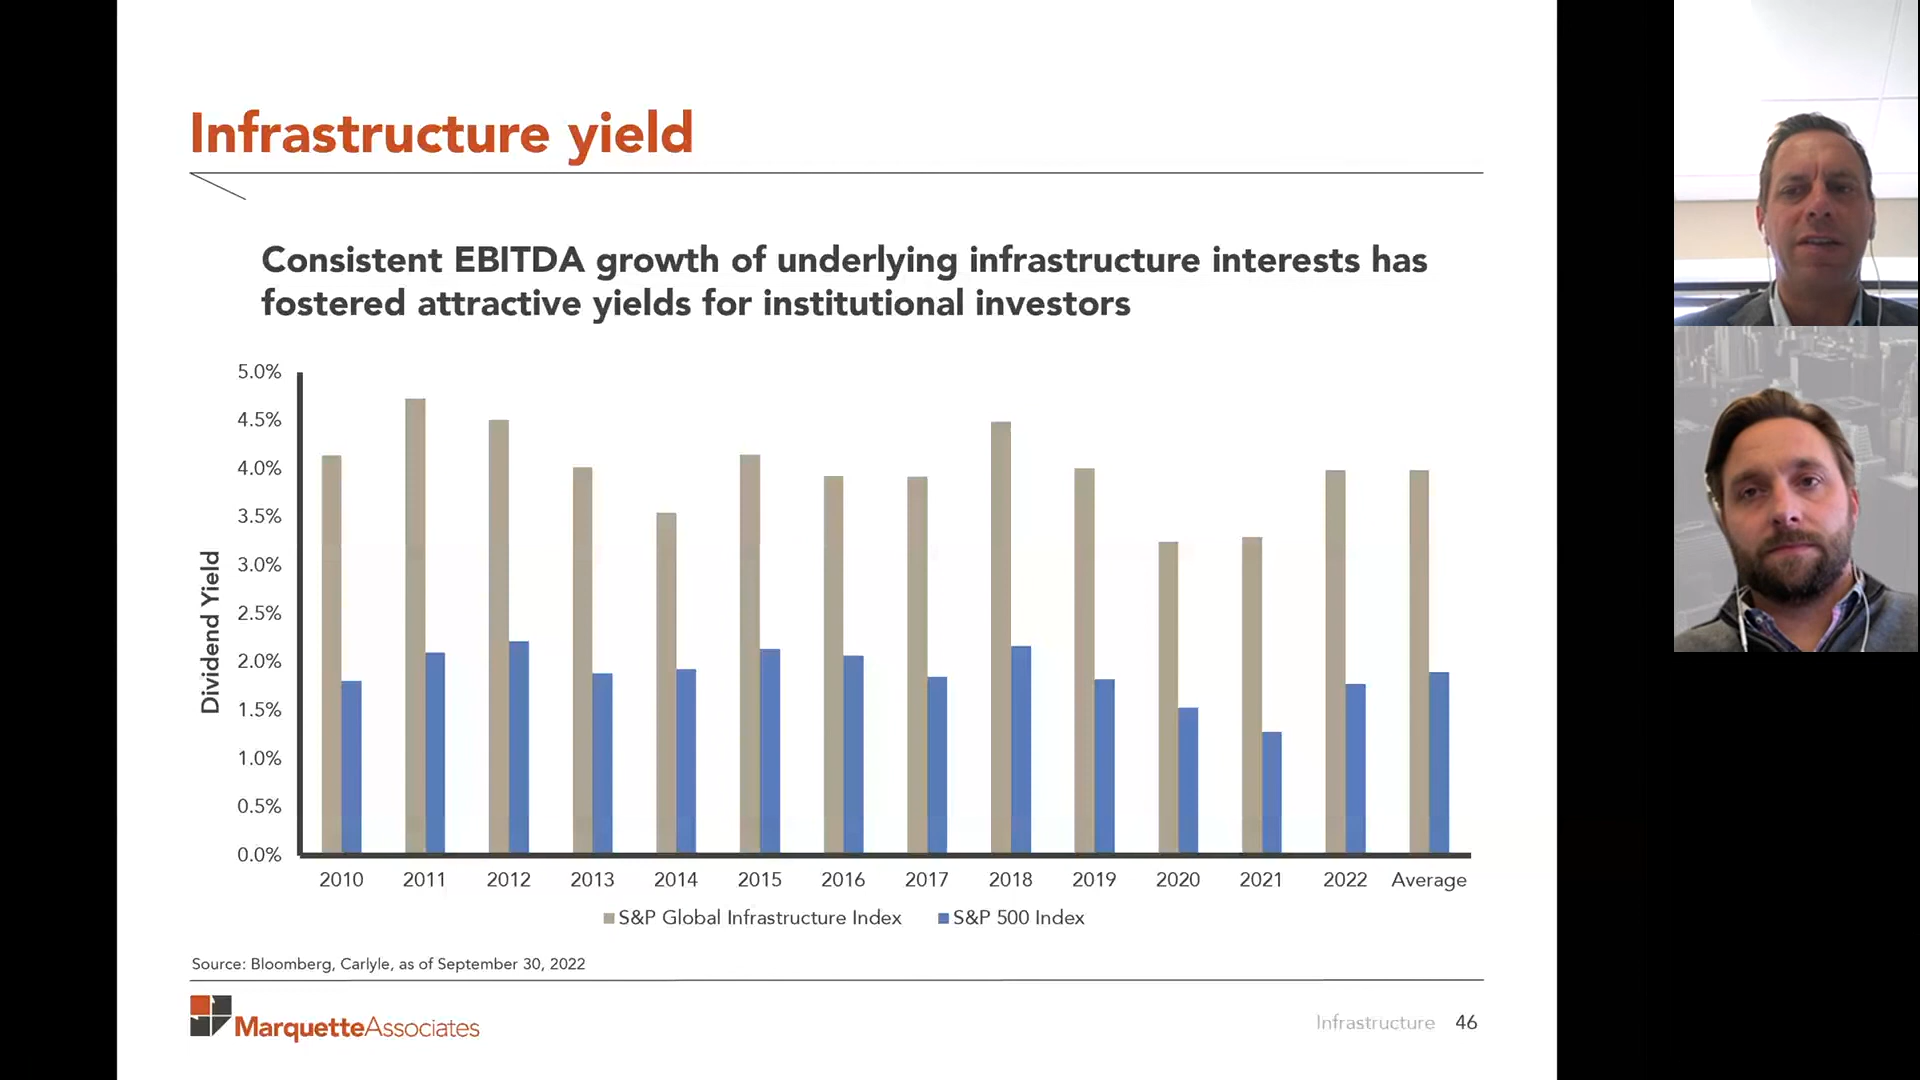 Infrastructure yield
Consistent EBITDA growth of underlying infrastructure interests has
fostered attractive yields for institutional investors
Dividend Yield
5.0%
4.5%
4.0%
3.5%
3.0%
2.5%
2.0%
1.5%
1.0%
0.5%
0.0%
2010 2011 2012 2013 2014 2015 2016 2017 2018 2019 2020 2021 2022 Average
S&P Global Infrastructure Index S&P 500 Index
Source: Bloomberg, Carlyle, as of September 30, 2022
MarquetteAssociates
Infrastructure 46